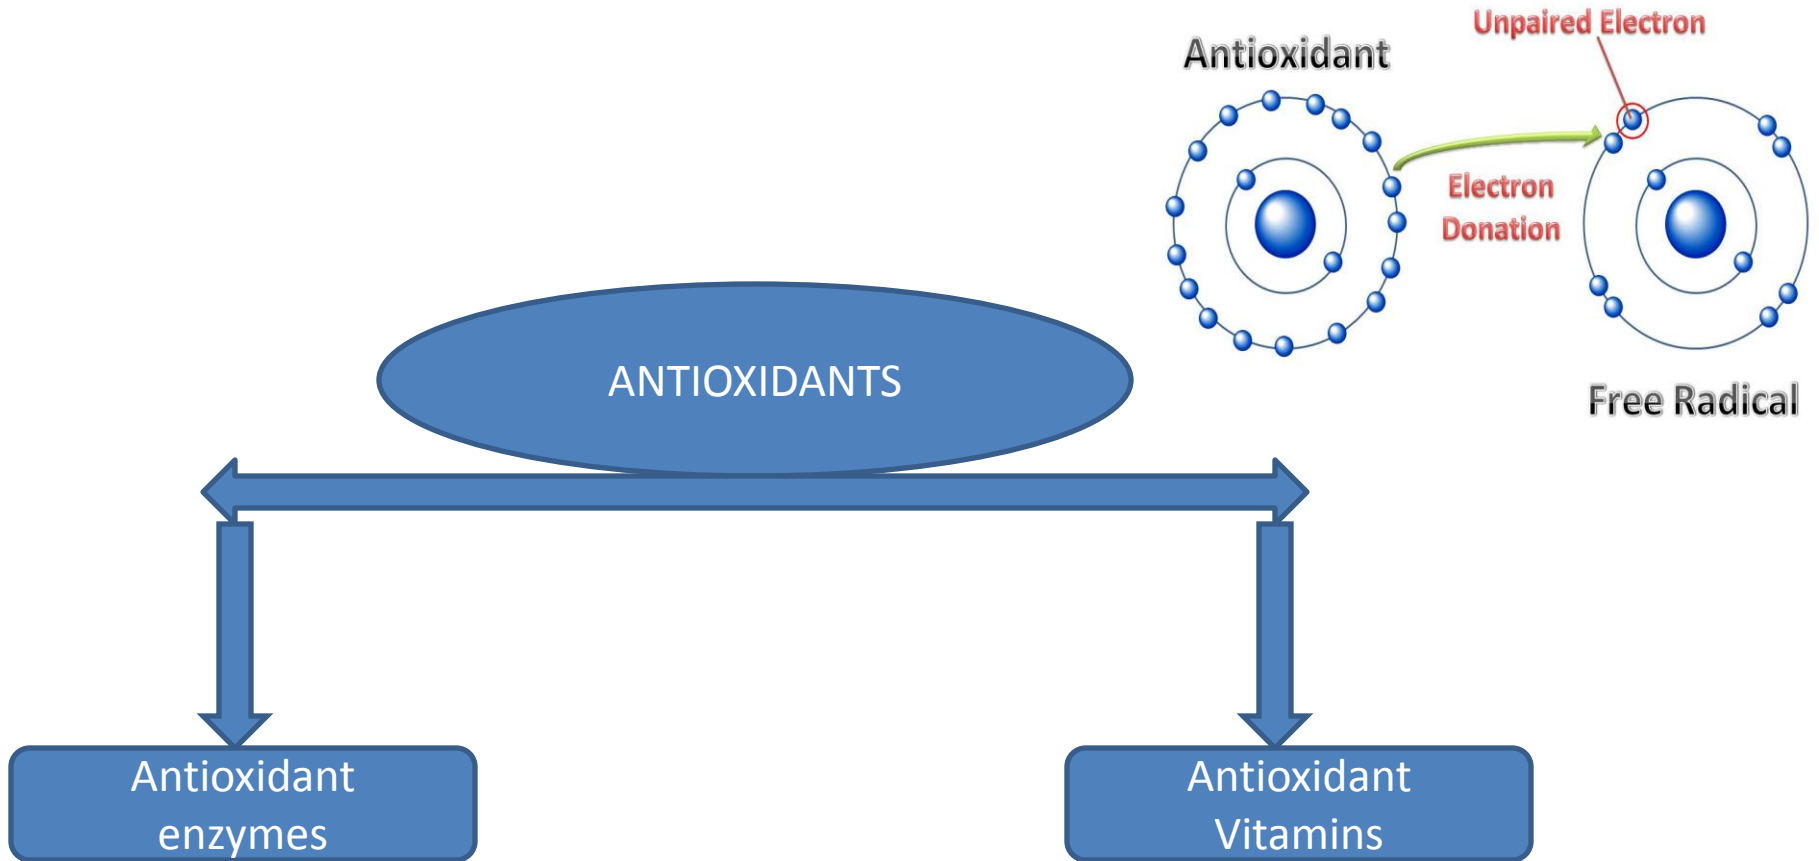 Unpaired Electron
Antioxidant
Electron
Donation
Free Radical
ANTIOXIDANTS
Antioxidant
enzymes
Antioxidant
Vitamins